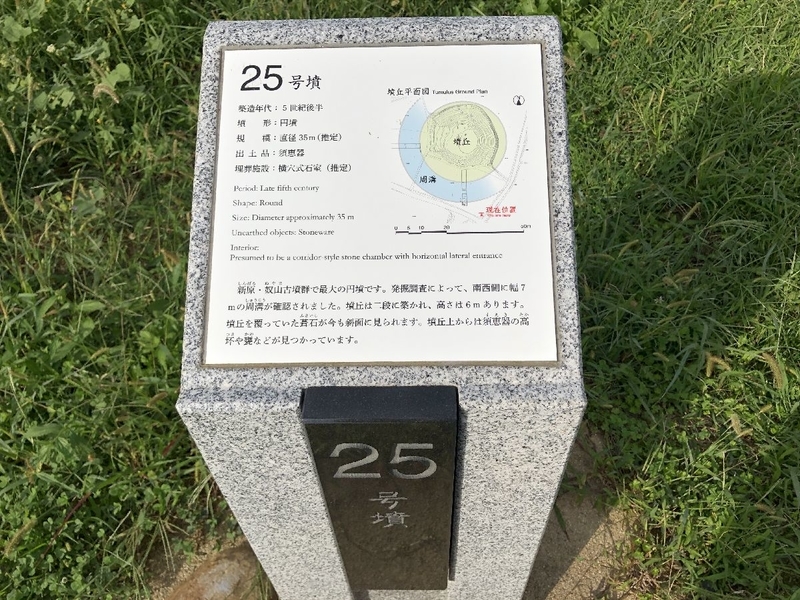 25号墳
築造年代：5世紀後半
墳　　形：円墳
規　　模：直径35m（推定）
出 土 品：須恵器
埋葬施設：横穴式石室（推定）
Period: Late fifth century
Shape: Round
Size: Diameter approximately 35 m
Unearthed objects: Stoneware
Interior:
Presumed to be a corridor-style stone chamber with horizontal lateral entrance
墳丘平面図 Tumulus Ground Plan
墳丘
周溝
現在位置
新原・奴山古墳群で最大の円墳です。発掘調査によって、南西側に幅7
mの周溝が確認されました。墳丘は二段に築かれ、高さは6mあります。
墳丘を覆っていた葺石が今も斜面に見られます。墳丘上からは須恵器の高
坏や甕などが見つかっています。
25
号
墳